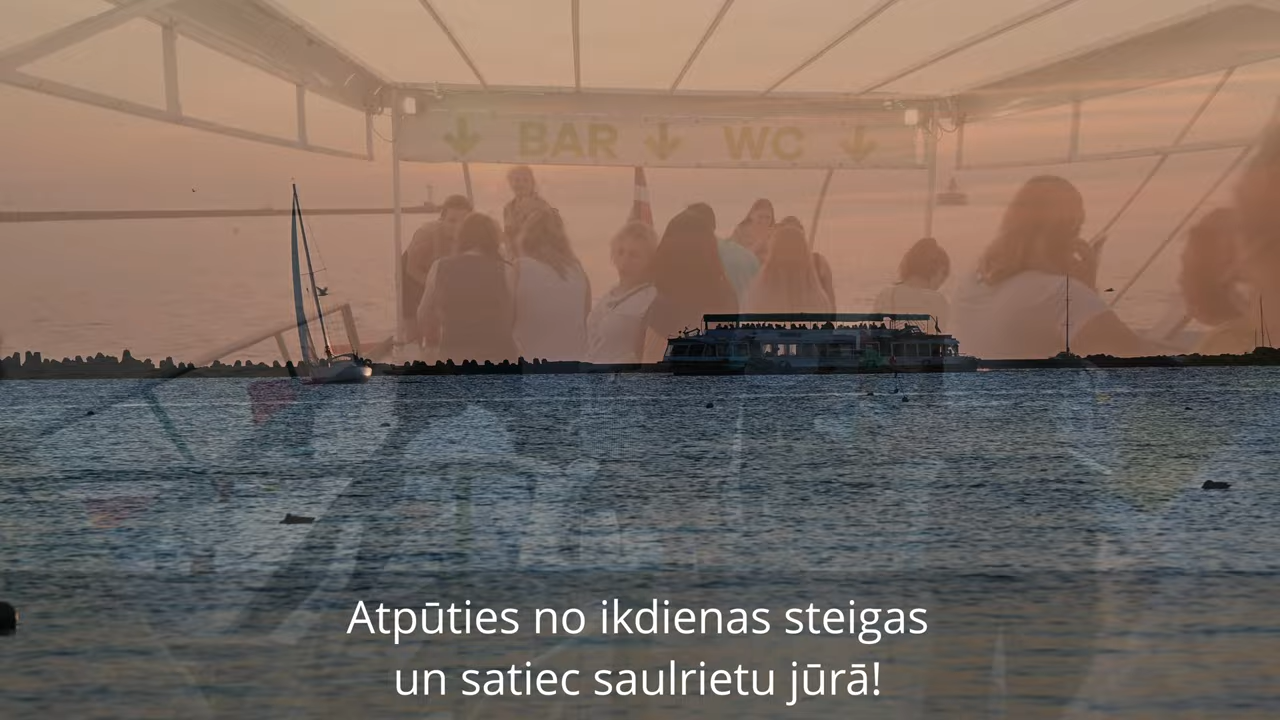 ↓ BAR ↓ WC ↓
Atpūties no ikdienas steigas
un satiec saulrietu jūrā!